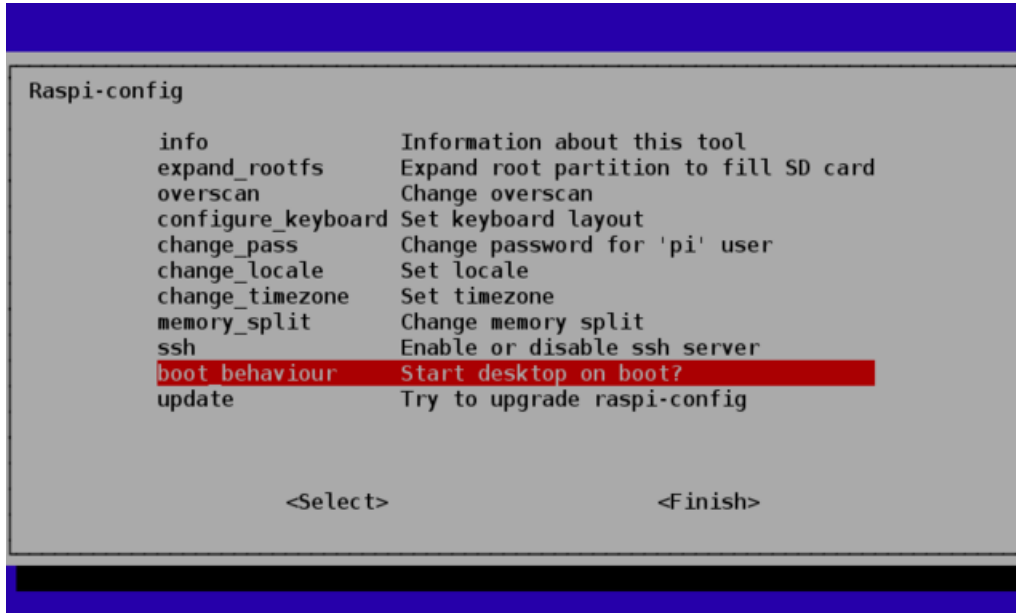 Raspi-config
info Information about this tool
expand_rootfs Expand root partition to fill SD card
overscan Change overscan
configure_keyboard Set keyboard layout
change_pass Change password for 'pi' user
change_locale Set locale
change_timezone Set timezone
memory_split Change memory split
ssh Enable or disable ssh server
boot_behaviour Start desktop on boot?
update Try to upgrade raspi-config
<Select> <Finish>